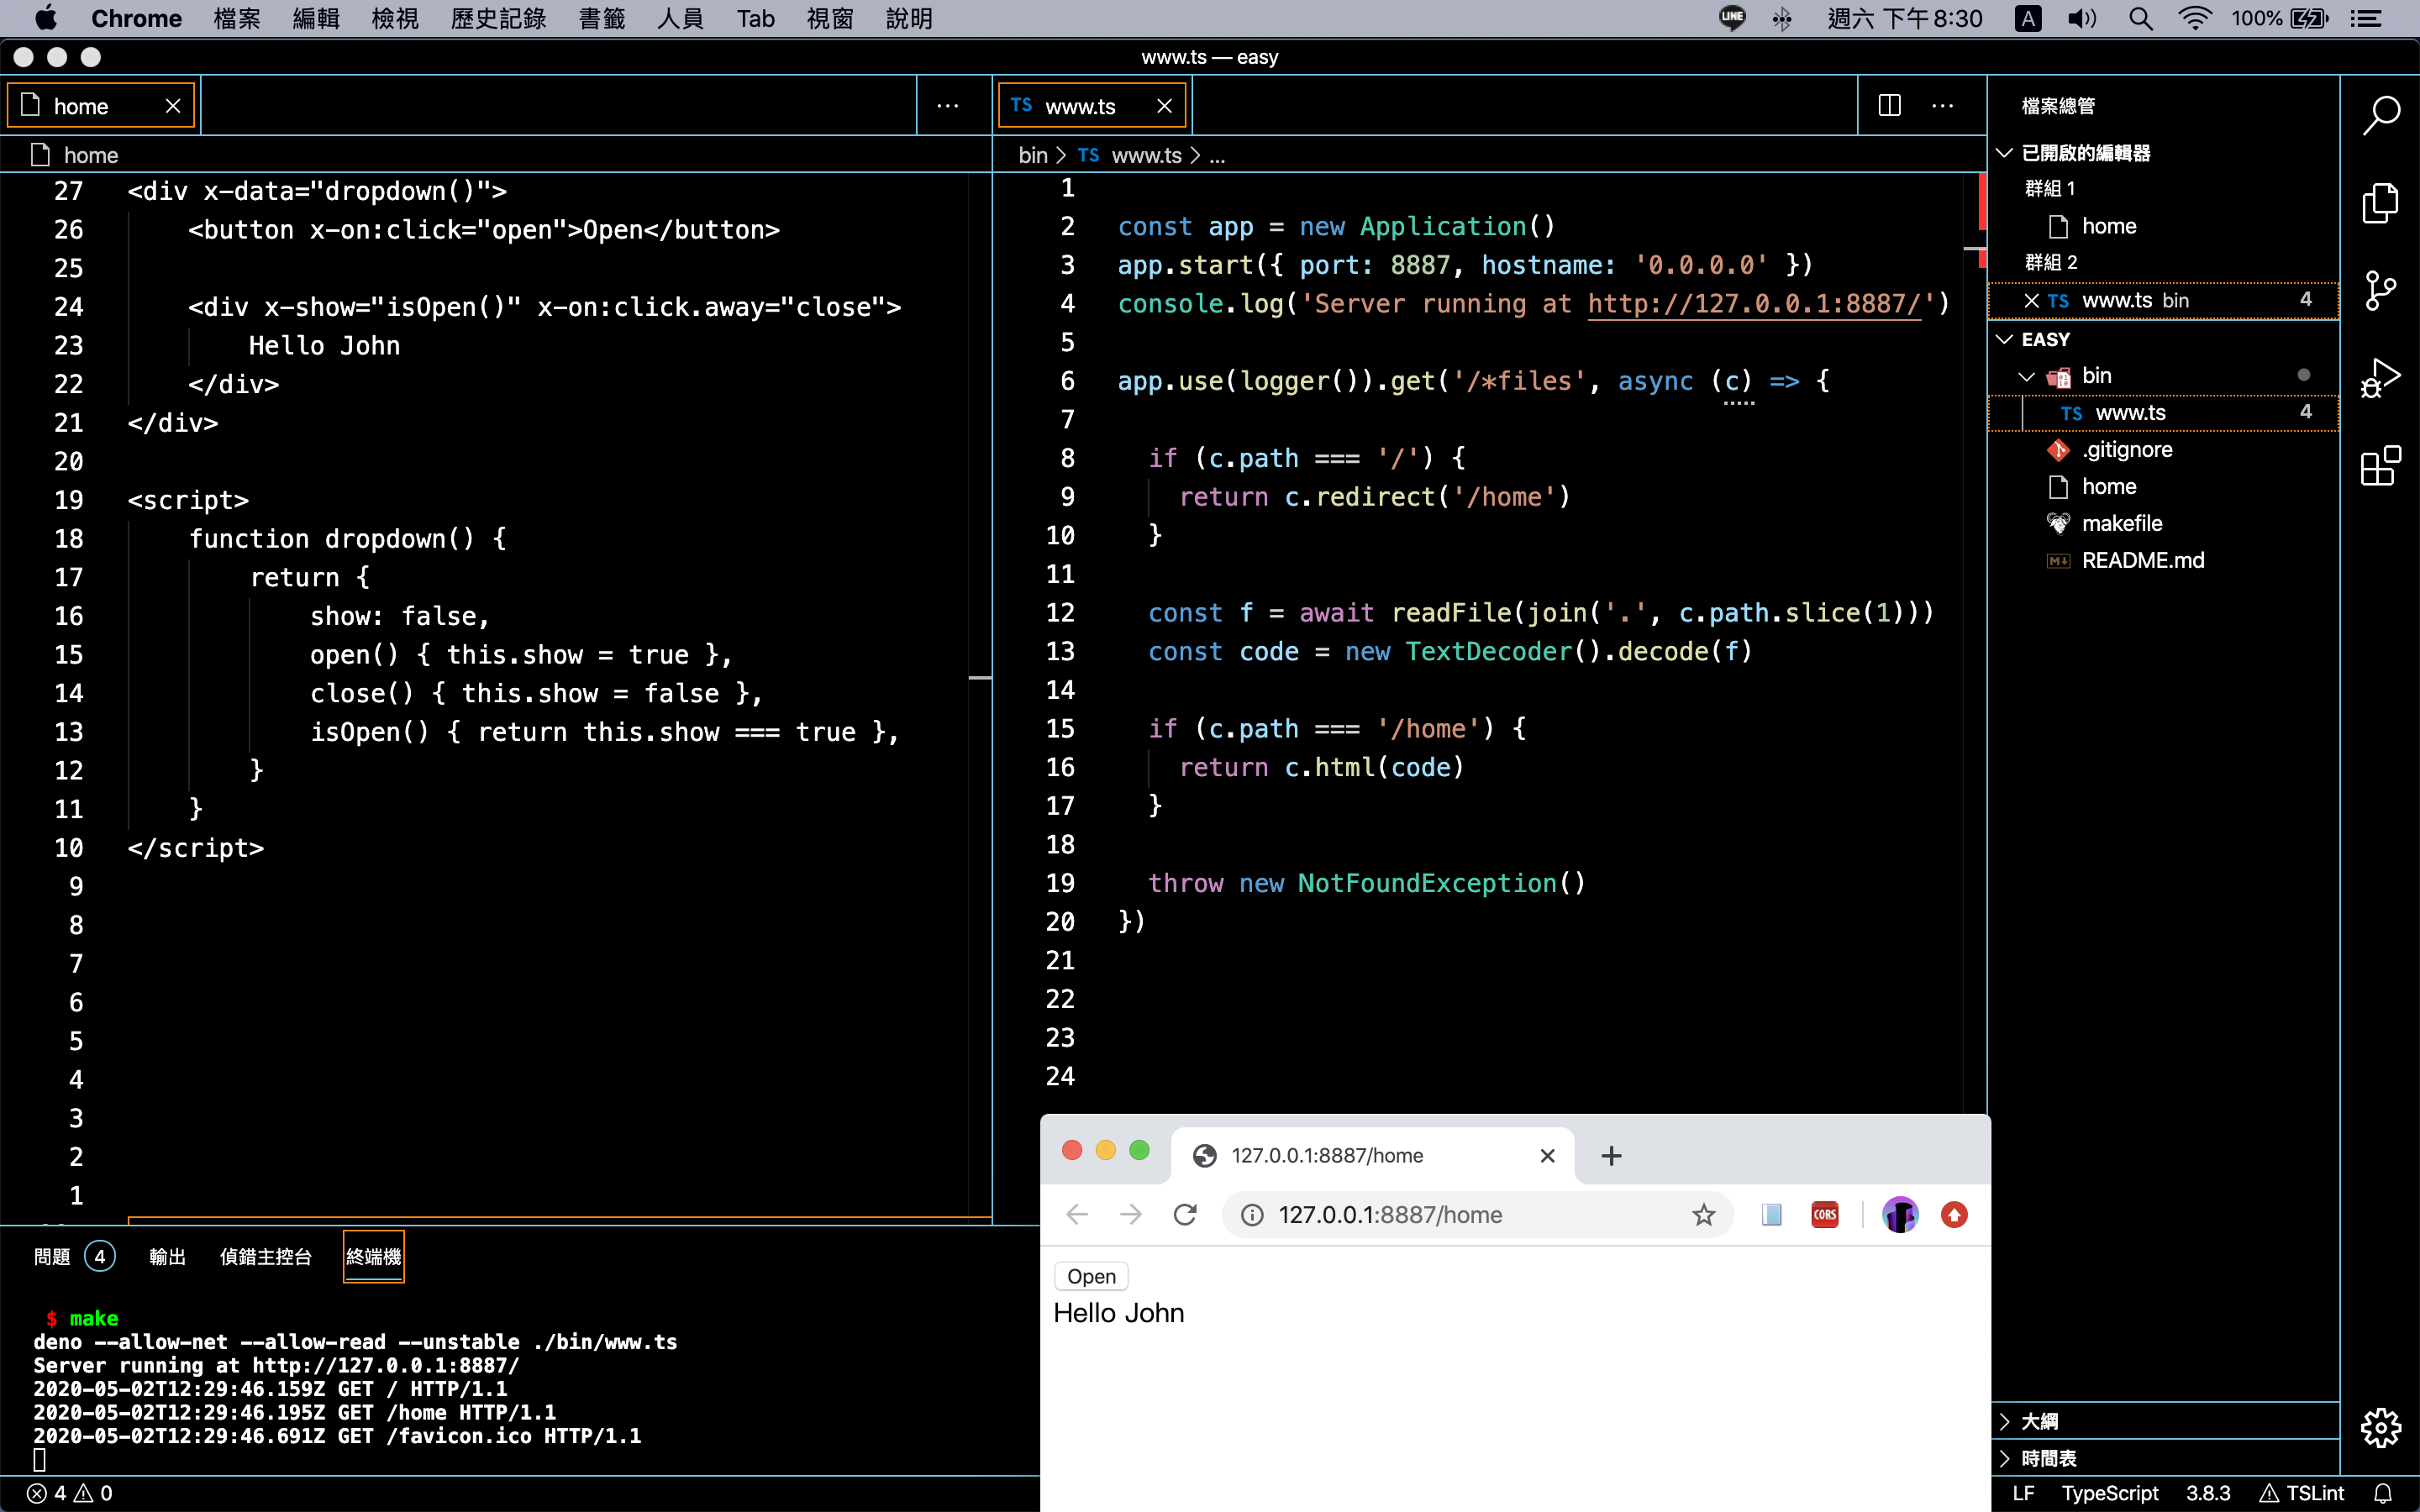 Chrome 檔案 編輯 檢視 歷史記錄 書籤 人員 Tab 視窗 說明 LINE 週六 下午8:30 A 100%
www.ts — easy
home
www.ts
home
bin > TS www.ts > ...
27 <div x-data="dropdown()">
26 <button x-on:click="open">Open</button>
25
24 <div x-show="isOpen()" x-on:click.away="close">
23 Hello John
22 </div>
21 </div>
20
19 <script>
18 function dropdown() {
17 return {
16 show: false,
15 open() { this.show = true },
14 close() { this.show = false },
13 isOpen() { return this.show === true },
12 }
11 }
10 </script>
9
8
7
6
5
4
3
2
1
1
2 const app = new Application()
3 app.start({ port: 8887, hostname: '0.0.0.0' })
4 console.log('Server running at http://127.0.0.1:8887/')
5
6 app.use(logger()).get('/*files', async (c) => {
7
8 if (c.path === '/') {
9 return c.redirect('/home')
10 }
11
12 const f = await readFile(join('.', c.path.slice(1)))
13 const code = new TextDecoder().decode(f)
14
15 if (c.path === '/home') {
16 return c.html(code)
17 }
18
19 throw new NotFoundException()
20 })
21
22
23
24
檔案總管
已開啟的編輯器
群組 1
home
群組 2
TS www.ts bin 4
EASY
bin
TS www.ts 4
.gitignore
home
makefile
README.md
大綱
時間表
問題 4 輸出 偵錯主控台 終端機
$ make
deno --allow-net --allow-read --unstable ./bin/www.ts
Server running at http://127.0.0.1:8887/
2020-05-02T12:29:46.159Z GET / HTTP/1.1
2020-05-02T12:29:46.195Z GET /home HTTP/1.1
2020-05-02T12:29:46.691Z GET /favicon.ico HTTP/1.1
127.0.0.1:8887/home
127.0.0.1:8887/home CORS
Open
Hello John
4 0 LF TypeScript 3.8.3 TSLint